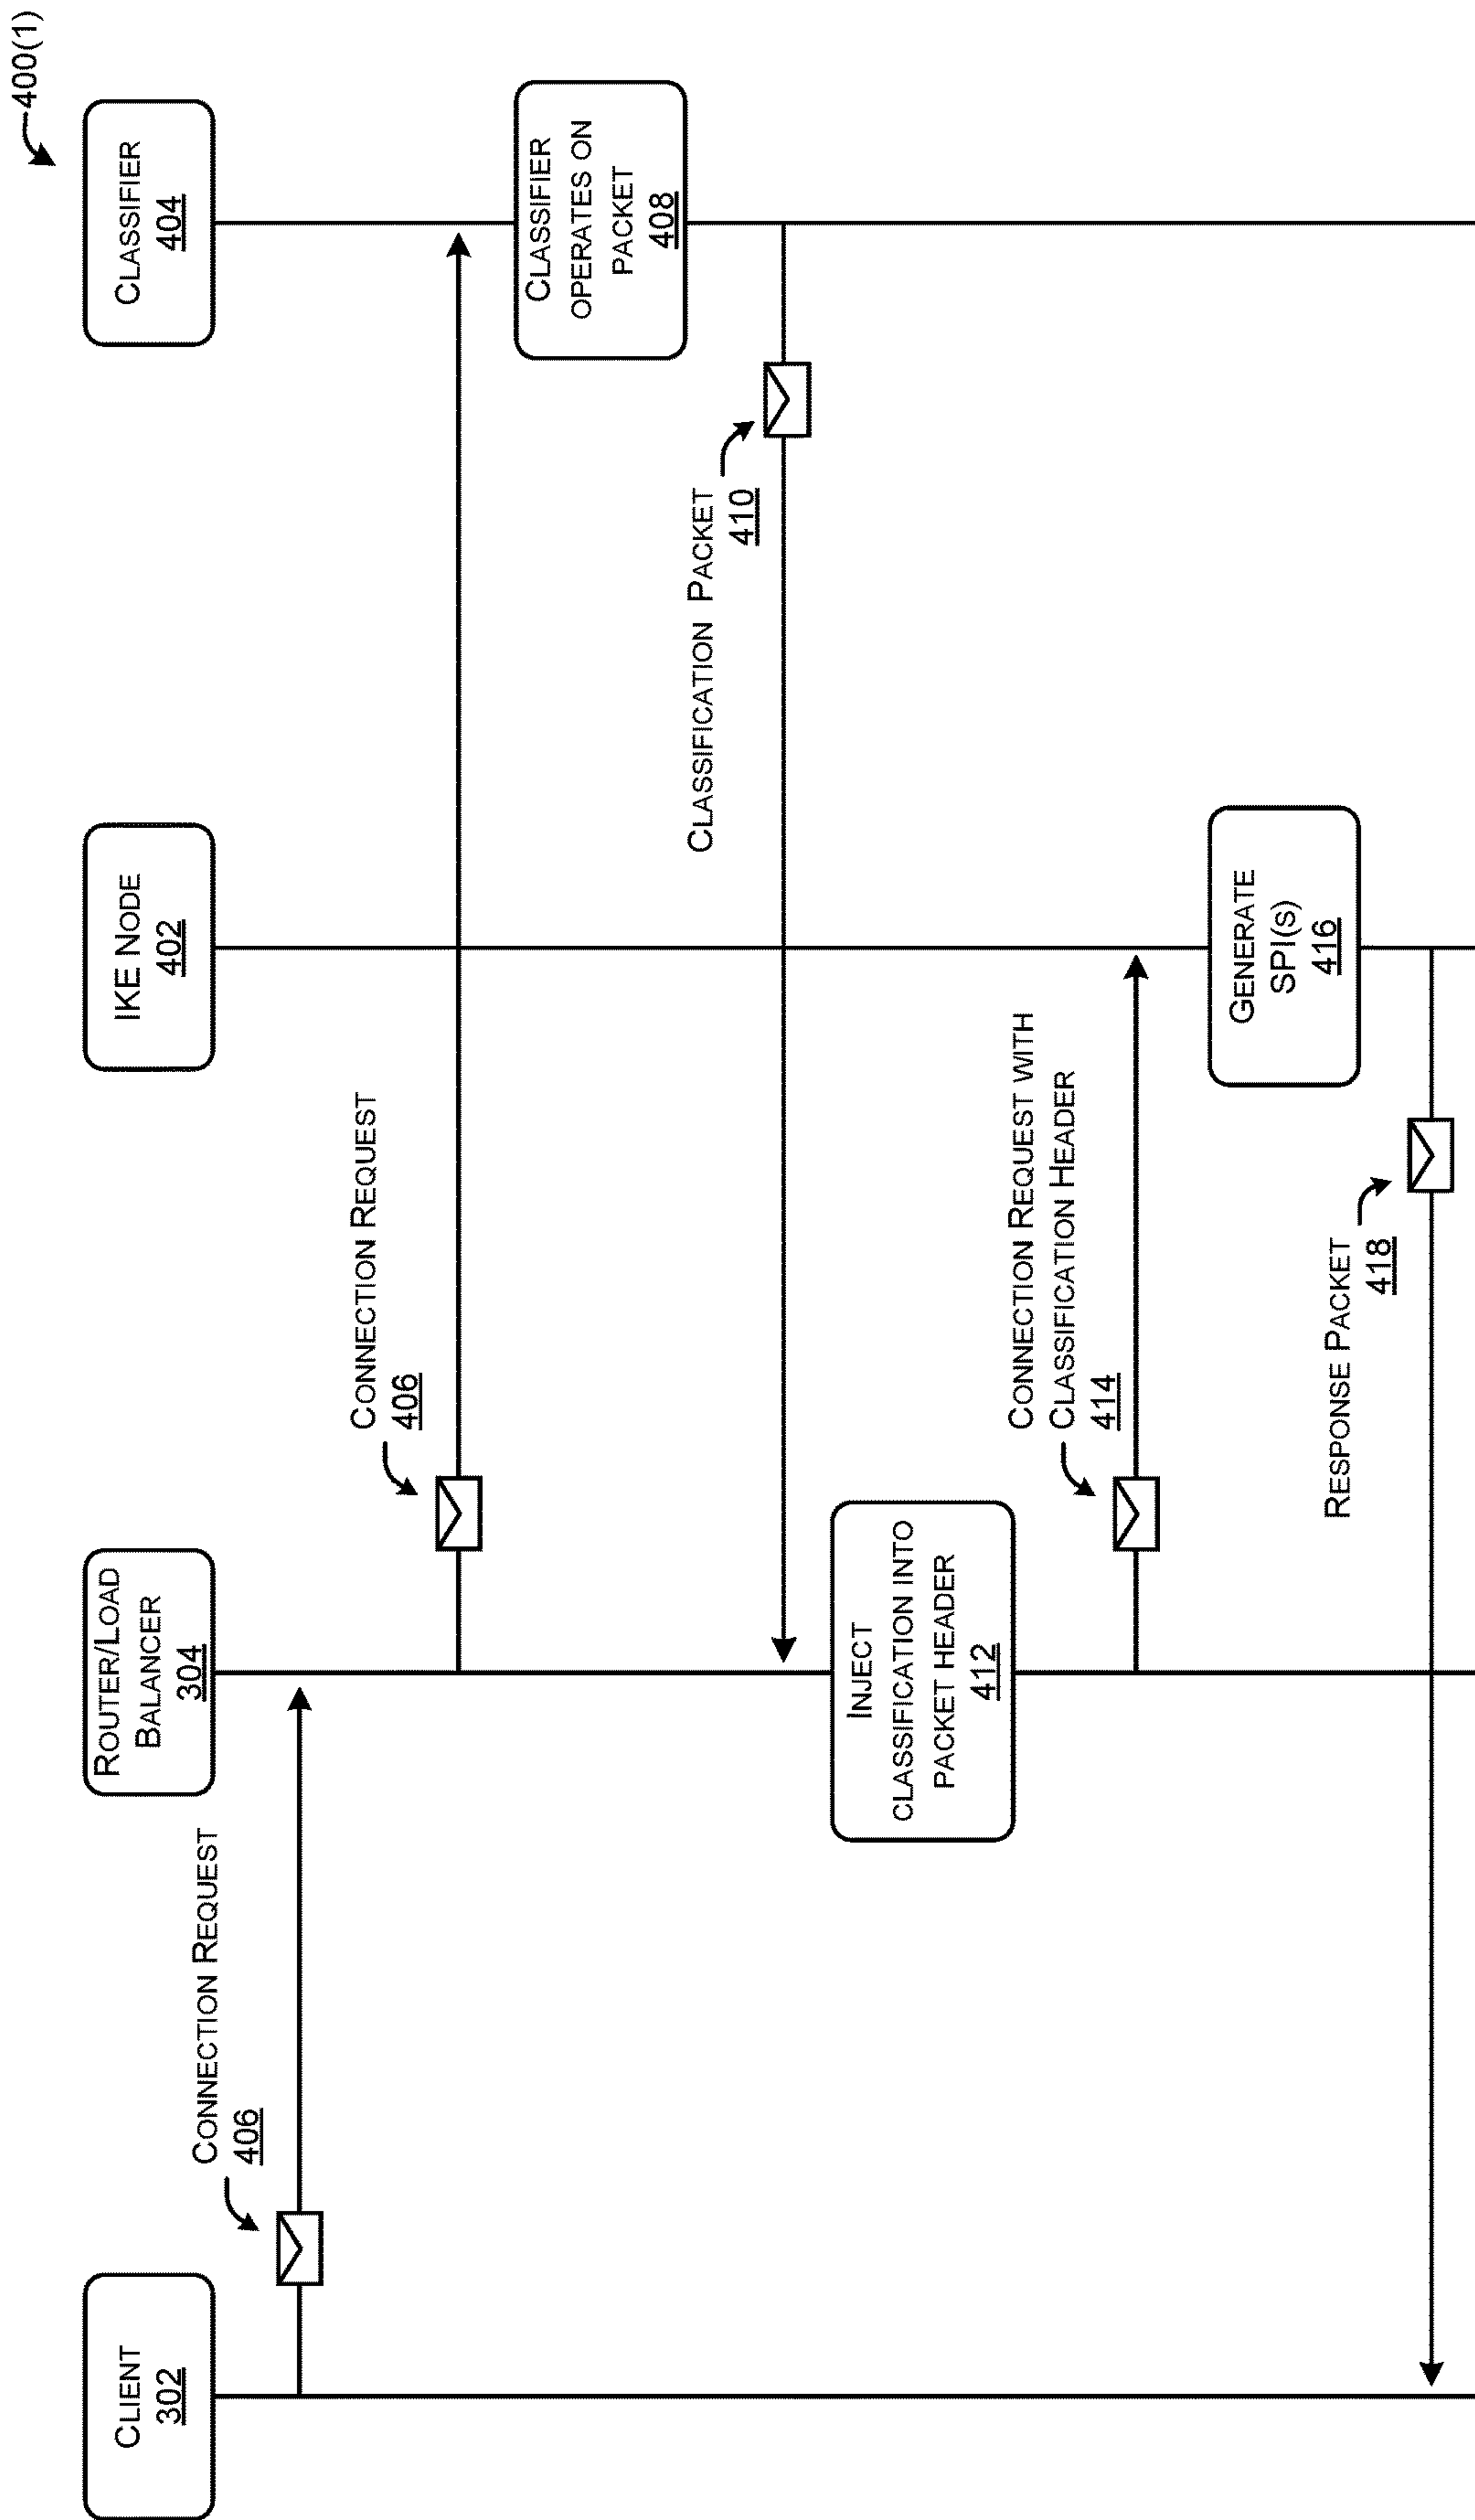 400(1)
CLIENT
302
ROUTER/LOAD
BALANCER
304
IKE NODE
402
CLASSIFIER
404
CONNECTION REQUEST
406
CONNECTION REQUEST
406
CLASSIFIER
OPERATES ON
PACKET
408
CLASSIFICATION PACKET
410
INJECT
CLASSIFICATION INTO
PACKET HEADER
412
CONNECTION REQUEST WITH
CLASSIFICATION HEADER
414
GENERATE
SPI(S)
416
RESPONSE PACKET
418